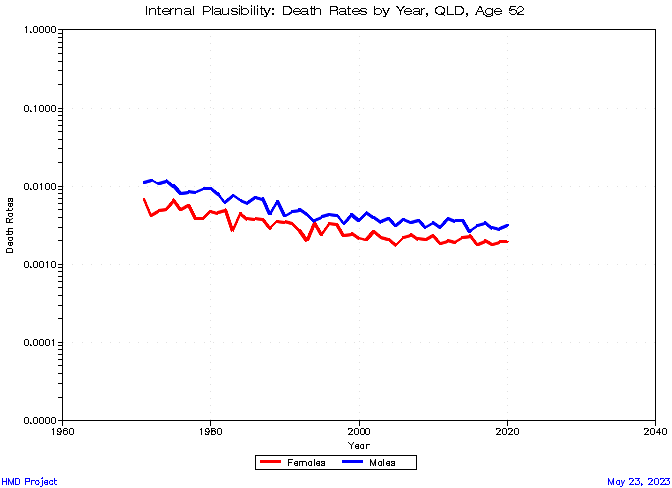 Internal Plausibility: Death Rates by Year, QLD, Age 52
1.0000
0.1000
0.0100
0.0010
0.0001
0.0000
Death Rates
1960
1980
2000
2020
2040
Year
Females
Males
HMD Project
May 23, 2023